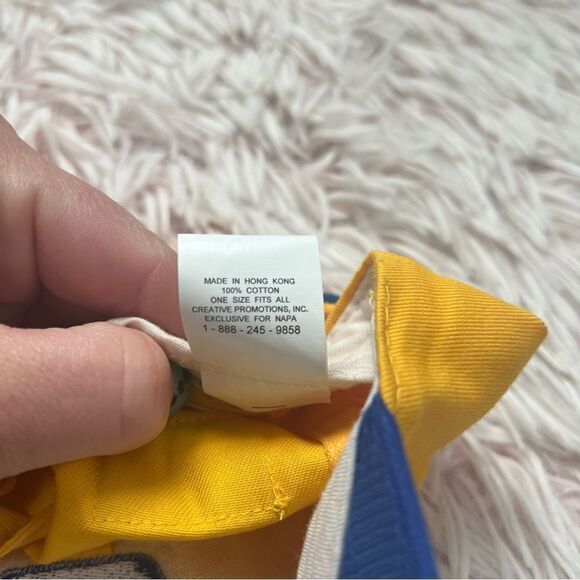 MADE IN HONG KONG
100% COTTON
ONE SIZE FITS ALL
CREATIVE PROMOTIONS, INC.
EXCLUSIVE FOR NAPA
1 - 888 - 245 - 9858